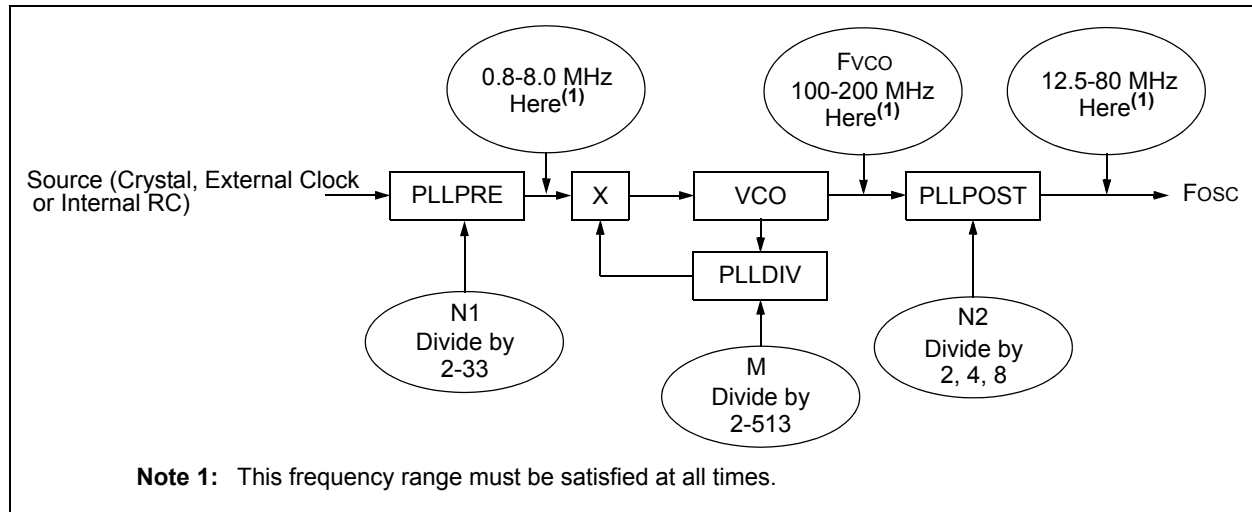 0.8-8.0 MHz
Here(1)
FVCO
100-200 MHz
Here(1)
12.5-80 MHz
Here(1)
Source (Crystal, External Clock
or Internal RC)
PLLPRE
X
VCO
PLLPOST
FOSC
PLLDIV
N1
Divide by
2-33
M
Divide by
2-513
N2
Divide by
2, 4, 8
Note 1: This frequency range must be satisfied at all times.